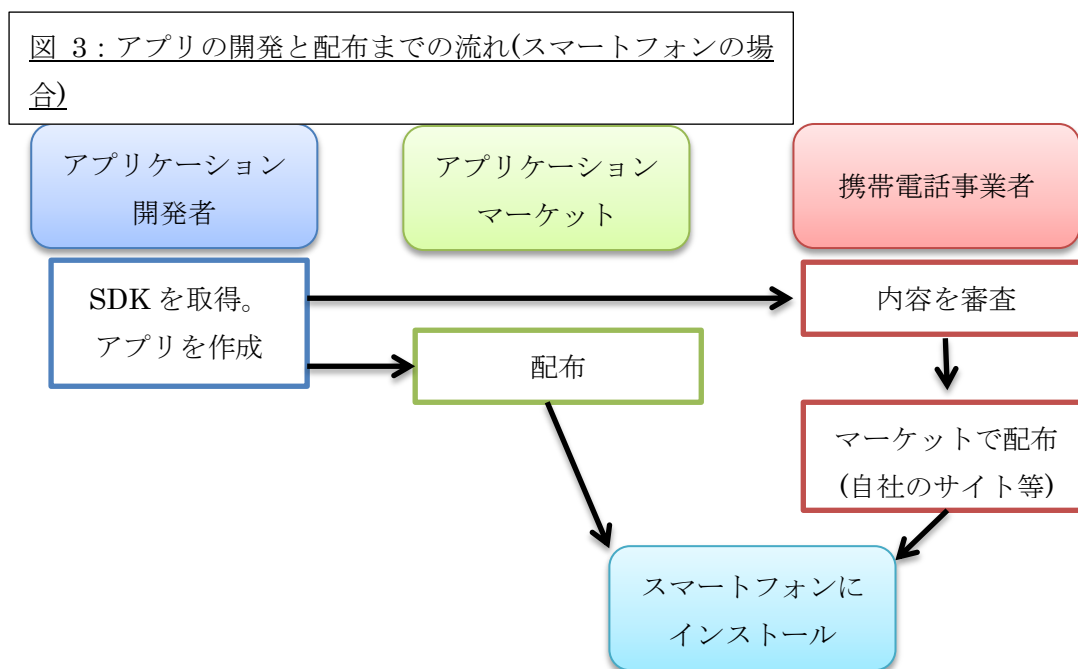 図 3：アプリの開発と配布までの流れ(スマートフォンの場
合)
アプリケーション
開発者
アプリケーション
マーケット
携帯電話事業者
SDK を取得。
アプリを作成
内容を審査
配布
マーケットで配布
(自社のサイト等)
スマートフォンに
インストール